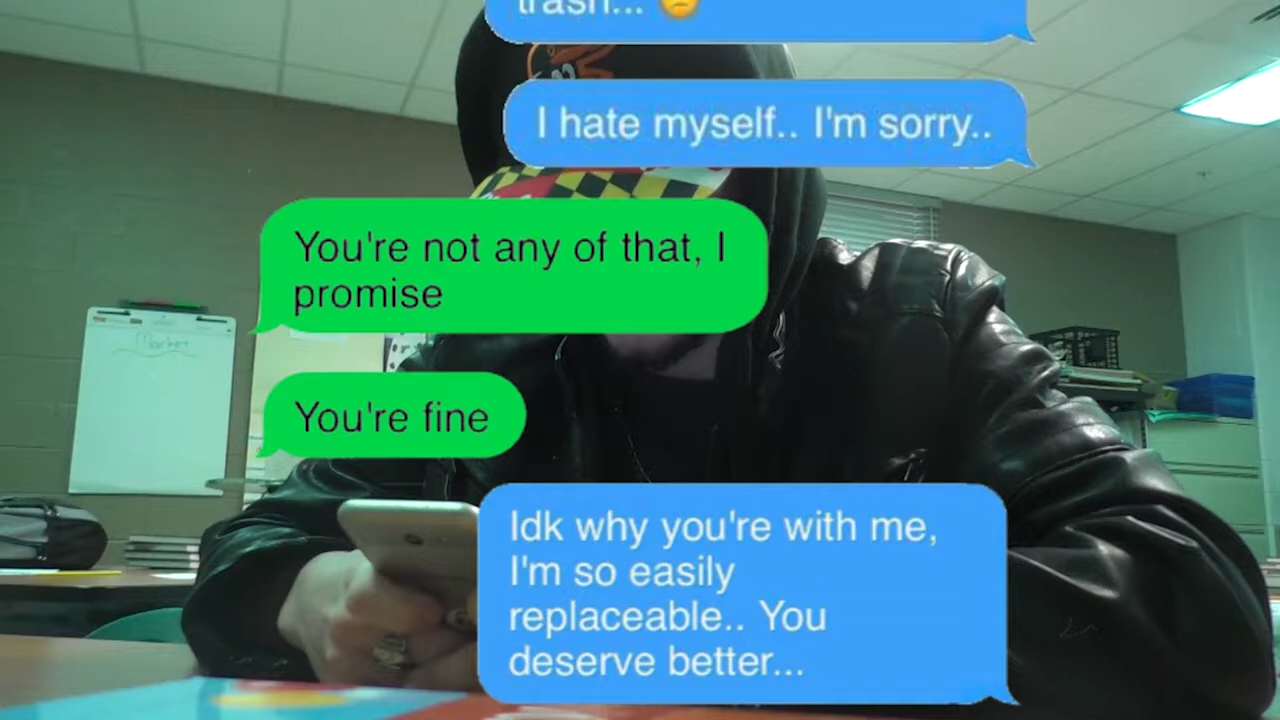 trash... 😞
I hate myself.. I'm sorry..
You're not any of that, I
promise
You're fine
Idk why you're with me,
I'm so easily
replaceable.. You
deserve better...